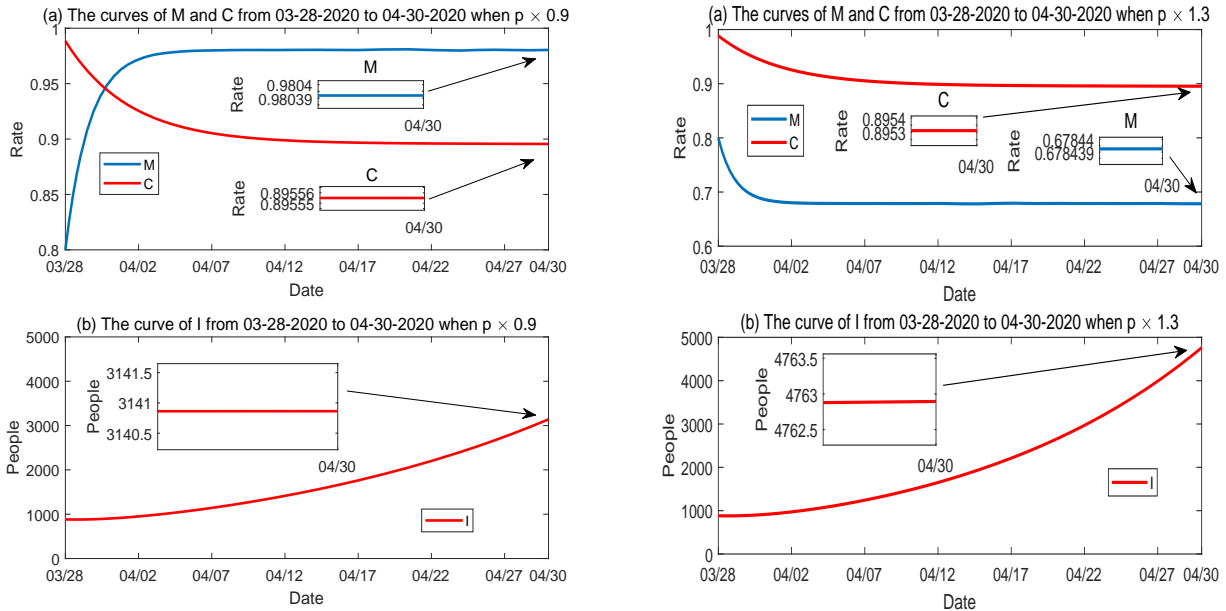 (a) The curves of M and C from 03-28-2020 to 04-30-2020 when p × 0.9
1
0.95
0.9
0.85
0.8
Rate
M
C
M
Rate
0.9804
0.98039
04/30
C
Rate
0.89556
0.89555
04/30
03/28 04/02 04/07 04/12 04/17 04/22 04/27 04/30
Date
(a) The curves of M and C from 03-28-2020 to 04-30-2020 when p × 1.3
1
0.9
0.8
0.7
0.6
Rate
M
C
C
Rate
0.8954
0.8953
04/30
M
Rate
0.67844
0.678439
04/30
03/28 04/02 04/07 04/12 04/17 04/22 04/27 04/30
Date
(b) The curve of I from 03-28-2020 to 04-30-2020 when p × 0.9
5000
4000
3000
2000
1000
0
People
People
3141.5
3141
3140.5
04/30
I
03/28 04/02 04/07 04/12 04/17 04/22 04/27 04/30
Date
(b) The curve of I from 03-28-2020 to 04-30-2020 when p × 1.3
5000
4000
3000
2000
1000
0
People
People
4763.5
4763
4762.5
04/30
I
03/28 04/02 04/07 04/12 04/17 04/22 04/27 04/30
Date